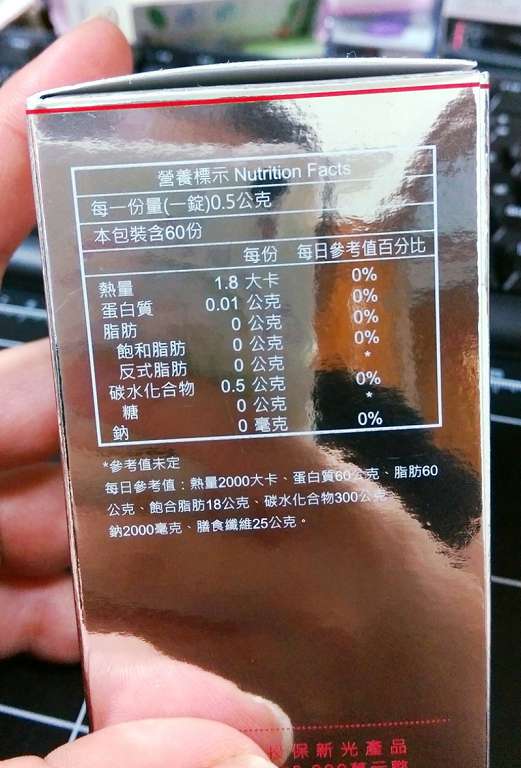 營養標示 Nutrition Facts
每一份量(一錠)0.5公克
本包裝含60份
每份 每日參考值百分比
熱量 1.8 大卡 0%
蛋白質 0.01 公克 0%
脂肪 0 公克 0%
飽和脂肪 0 公克 0%
反式脂肪 0 公克 *
碳水化合物 0.5 公克 0%
糖 0 公克 *
鈉 0 毫克 0%
*參考值未定
每日參考值：熱量2000大卡、蛋白質60公克、脂肪60
公克、飽合脂肪18公克、碳水化合物300公克
鈉2000毫克、膳食纖維25公克。
保新光產品